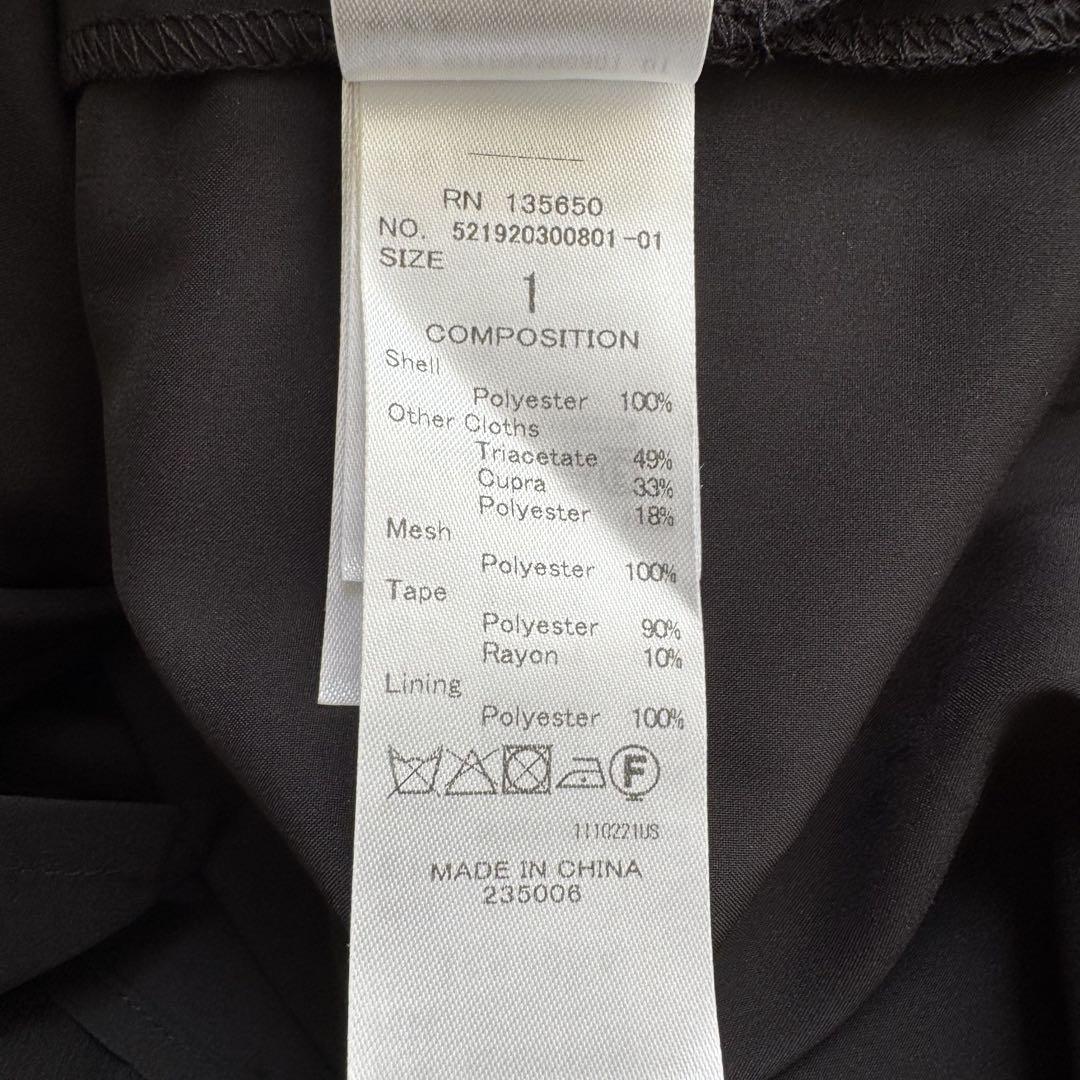 RN 135650
NO. 521920300801-01
SIZE
1
COMPOSITION
Shell
Polyester 100%
Other Cloths
Triacetate 49%
Cupra 33%
Polyester 18%
Mesh
Polyester 100%
Tape
Polyester 90%
Rayon 10%
Lining
Polyester 100%
F
1110221US
MADE IN CHINA
235006